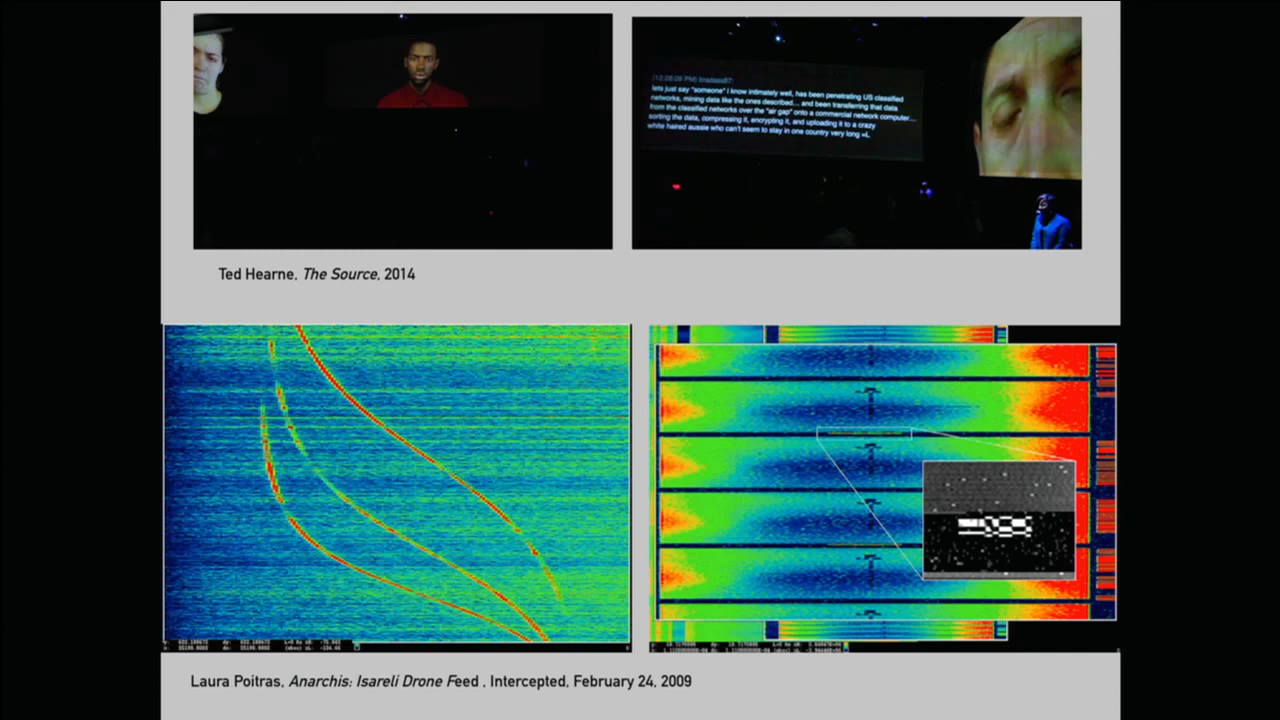 [12:28:09 PM] bradass87:
lets just say "someone" i know intimately well, has been penetrating US classified
networks, mining data like the ones described... and been transferring that data
from the classified networks over the "air gap" onto a commercial network computer...
sorting the data, compressing it, encrypting it, and uploading it to a crazy
white haired aussie who can't seem to stay in one country very long =L
Ted Hearne, The Source, 2014
Laura Poitras, Anarchis: Isareli Drone Feed , Intercepted, February 24, 2009